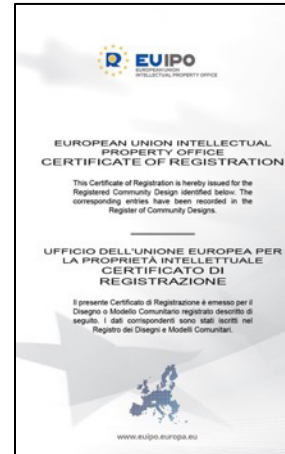 EUIPO
EUROPEAN UNION
INTELLECTUAL PROPERTY OFFICE
EUROPEAN UNION INTELLECTUAL
PROPERTY OFFICE
CERTIFICATE OF REGISTRATION
This Certificate of Registration is hereby issued for the
Registered Community Design identified below. The
corresponding entries have been recorded in the
Register of Community Designs.
UFFICIO DELL'UNIONE EUROPEA PER
LA PROPRIETÀ INTELLETTUALE
CERTIFICATO DI
REGISTRAZIONE
Il presente Certificato di Registrazione è emesso per il
Disegno o Modello Comunitario registrato descritto di
seguito. I dati corrispondenti sono stati iscritti nel
Registro dei Disegni e Modelli Comunitari.
www.euipo.europa.eu